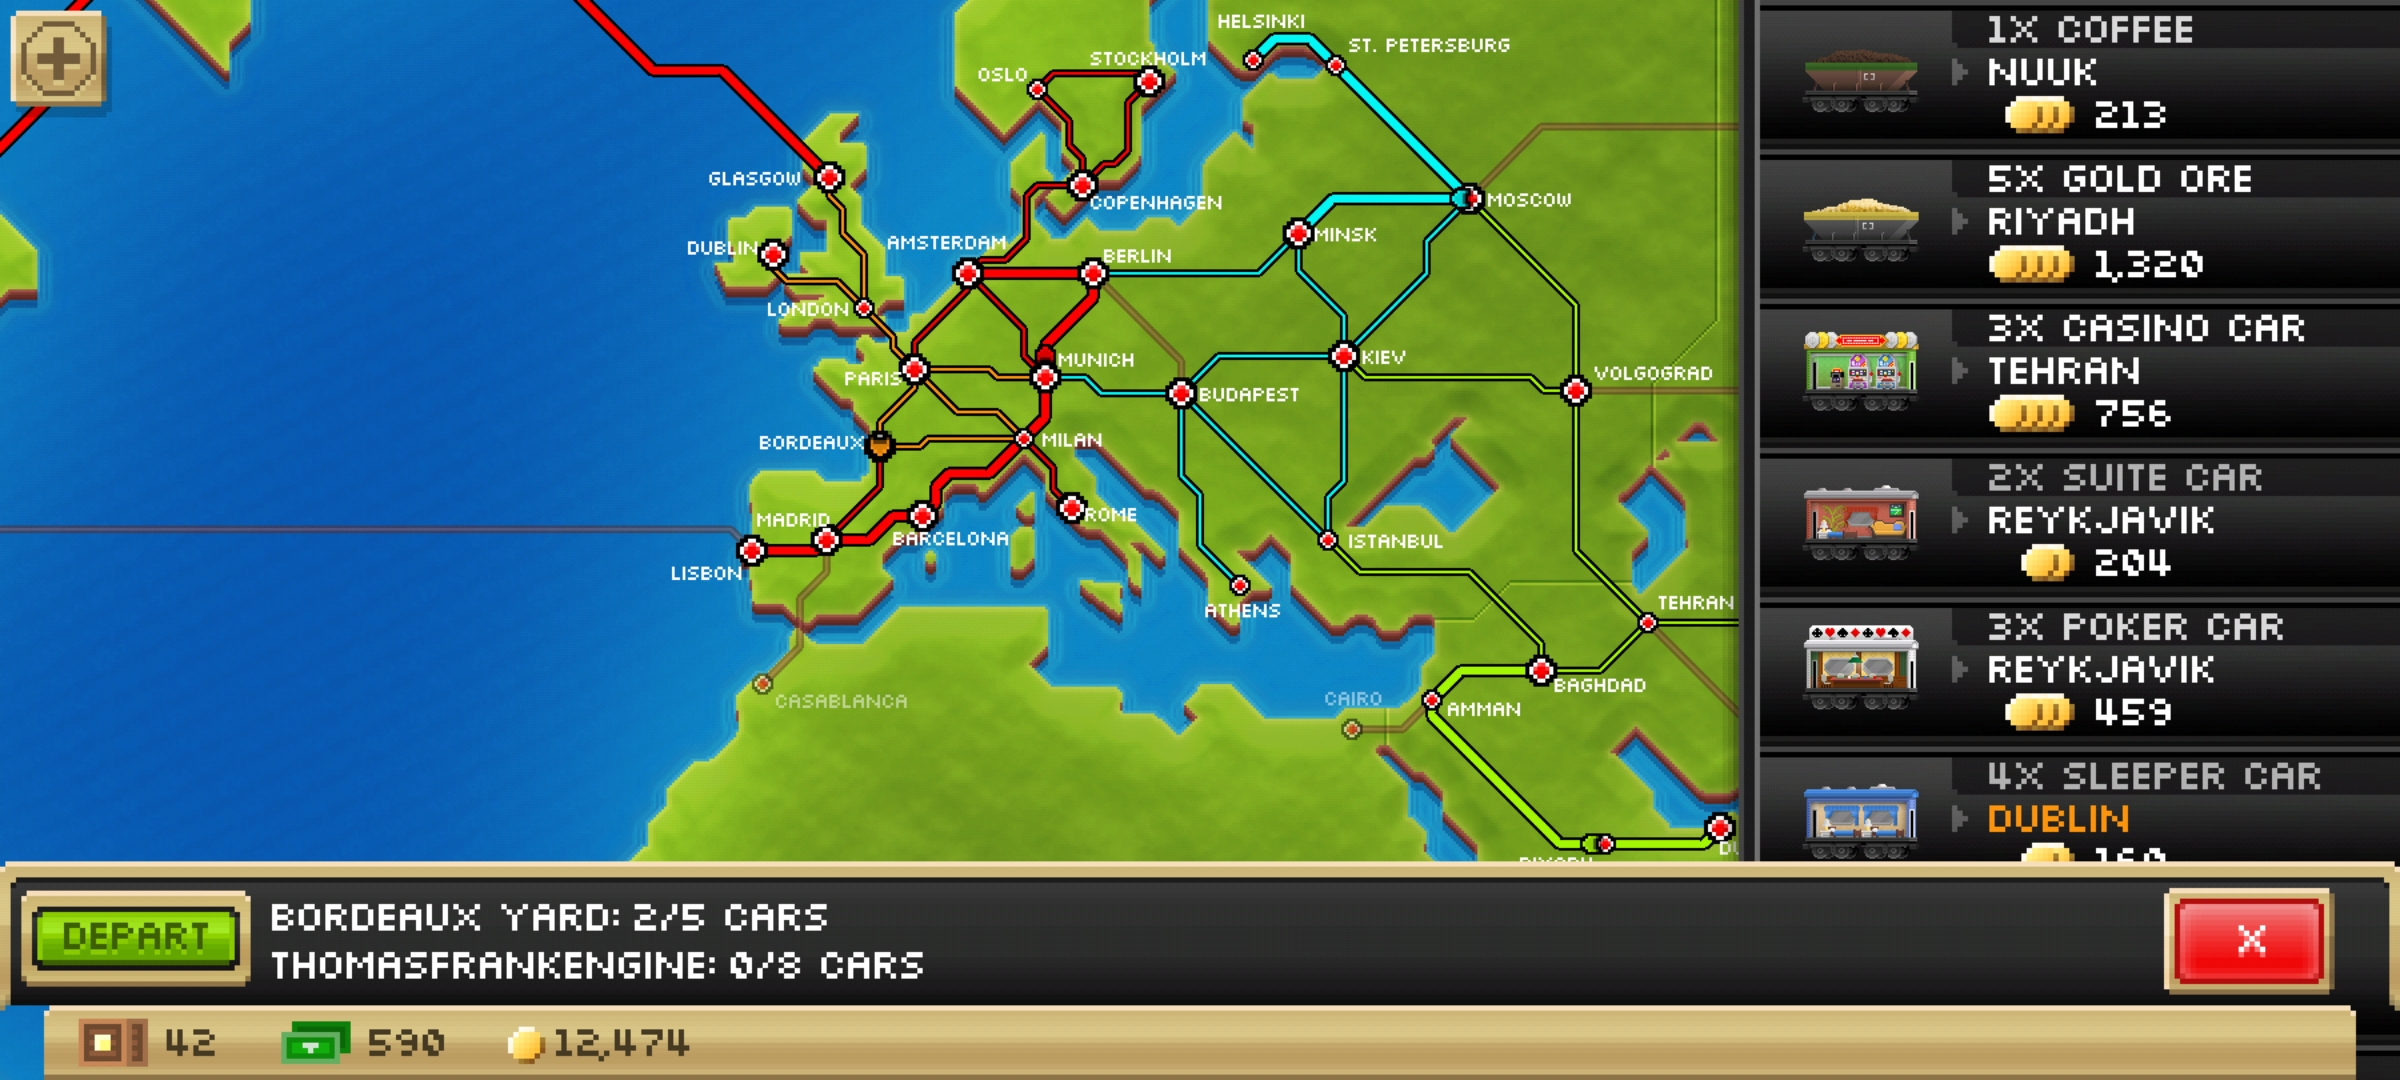 HELSINKI
ST. PETERSBURG
STOCKHOLM
OSLO
GLASGOW
COPENHAGEN
MOSCOW
DUBLIN
AMSTERDAM
BERLIN
MINSK
LONDON
PARIS
MUNICH
KIEV
BUDAPEST
VOLGOGRAD
BORDEAUX
MILAN
MADRID
ROME
BARCELONA
ISTANBUL
LISBON
ATHENS
TEHRAN
CASABLANCA
CAIRO
BAGHDAD
AMMAN
1X COFFEE
NUUK
213
5X GOLD ORE
RIYADH
1,320
3X CASINO CAR
TEHRAN
756
2X SUITE CAR
REYKJAVIK
204
3X POKER CAR
REYKJAVIK
459
4X SLEEPER CAR
DUBLIN
DEPART
BORDEAUX YARD: 2/5 CARS
THOMASFRANKENGINE: 0/8 CARS
X
42
590
12,474